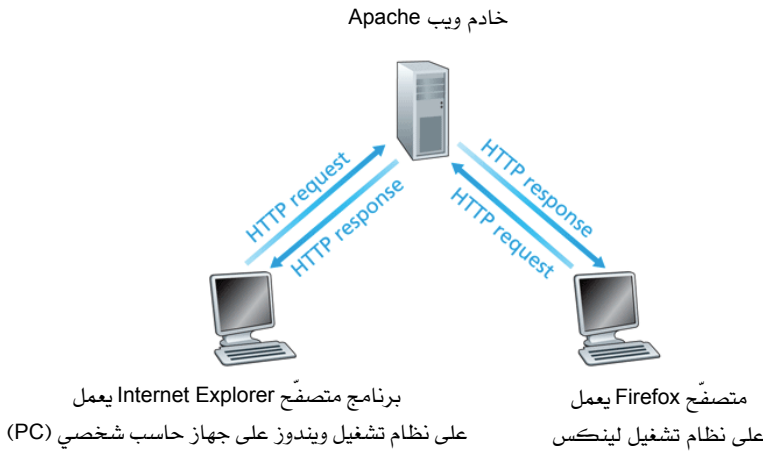 خادم ويب Apache
HTTP request
HTTP response
HTTP response
HTTP request
برنامج متصفّح Internet Explorer يعمل
على نظام تشغيل ويندوز على جهاز حاسب شخصي (PC)
متصفّح Firefox يعمل
على نظام تشغيل لينكس